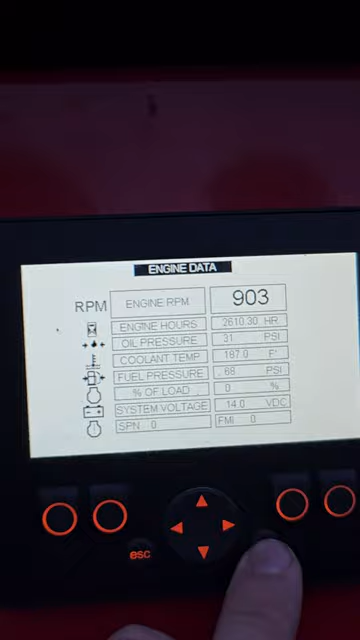 ENGINE DATA
RPM ENGINE RPM 903
ENGINE HOURS 2610.30 HR
OIL PRESSURE 31 PSI
COOLANT TEMP 187.0 F°
FUEL PRESSURE .68 PSI
% OF LOAD 0 %
SYSTEM VOLTAGE 14.0 VDC
SPN 0 FMI 0
esc